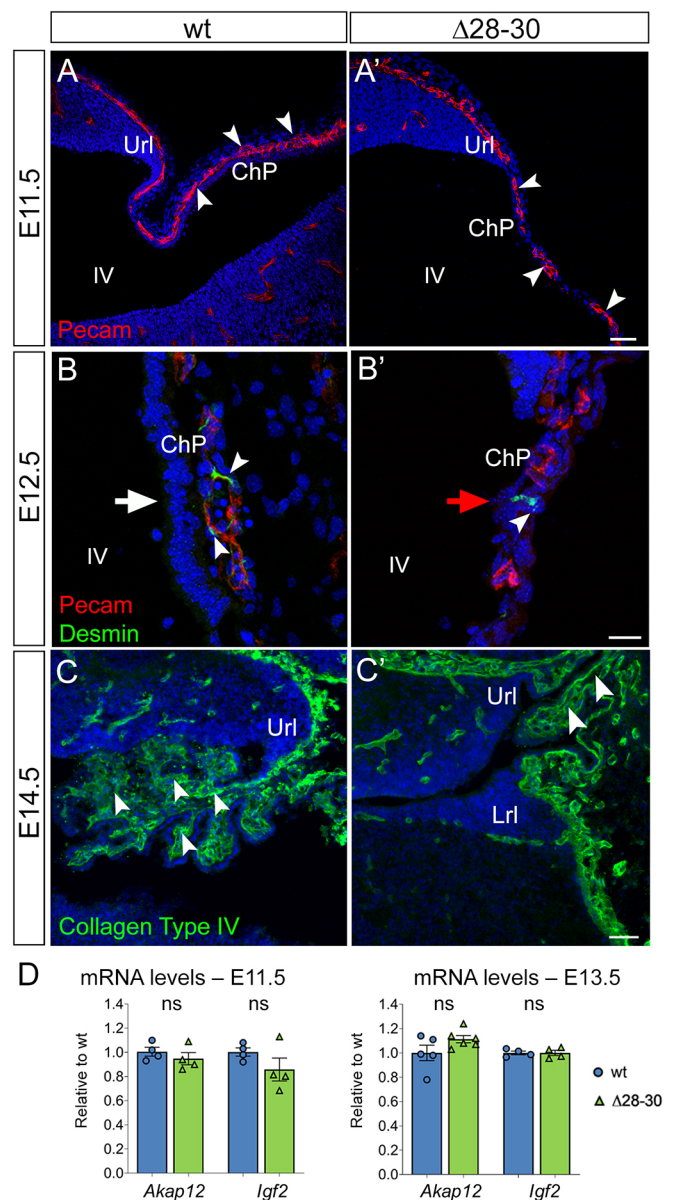 wt Δ28-30
E11.5
A
Url
ChP
IV
Pecam
A’
Url
ChP
IV
E12.5
B
ChP
IV
Pecam
Desmin
B’
ChP
IV
E14.5
C
Url
Collagen Type IV
C’
Url
Lrl
D
mRNA levels – E11.5
ns ns
Relative to wt
1.4
1.2
1.0
0.8
0.6
0.4
0.2
0.0
Akap12 Igf2
mRNA levels – E13.5
ns ns
Relative to wt
1.4
1.2
1.0
0.8
0.6
0.4
0.2
0.0
Akap12 Igf2
wt
Δ28-30